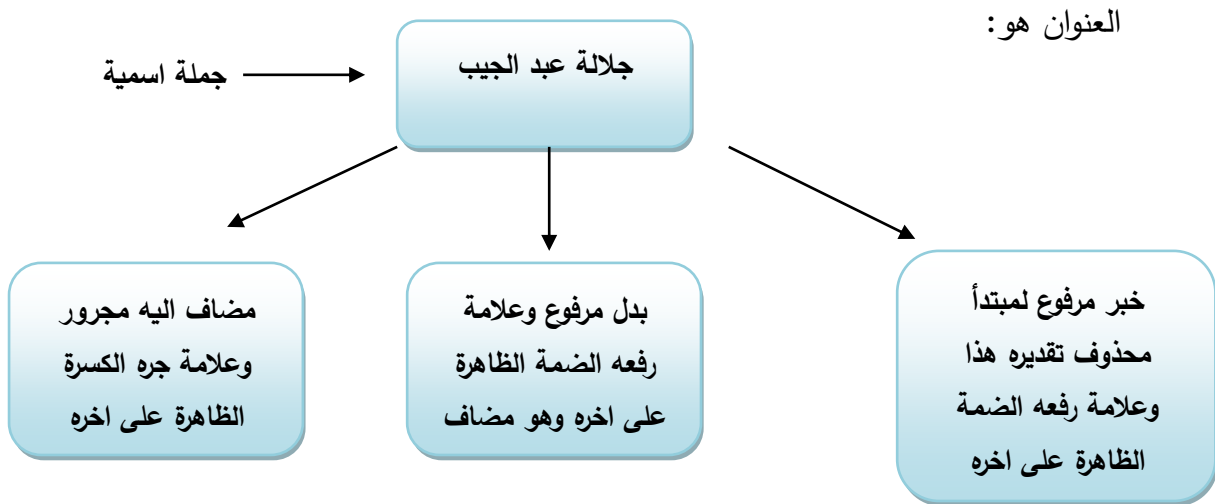 العنوان هو:
جلالة عبد الجيب
جملة اسمية
خبر مرفوع لمبتدأ
محذوف تقديره هذا
وعلامة رفعه الضمة
الظاهرة على اخره
بدل مرفوع وعلامة
رفعه الضمة الظاهرة
على اخره وهو مضاف
مضاف اليه مجرور
وعلامة جره الكسرة
الظاهرة على اخره